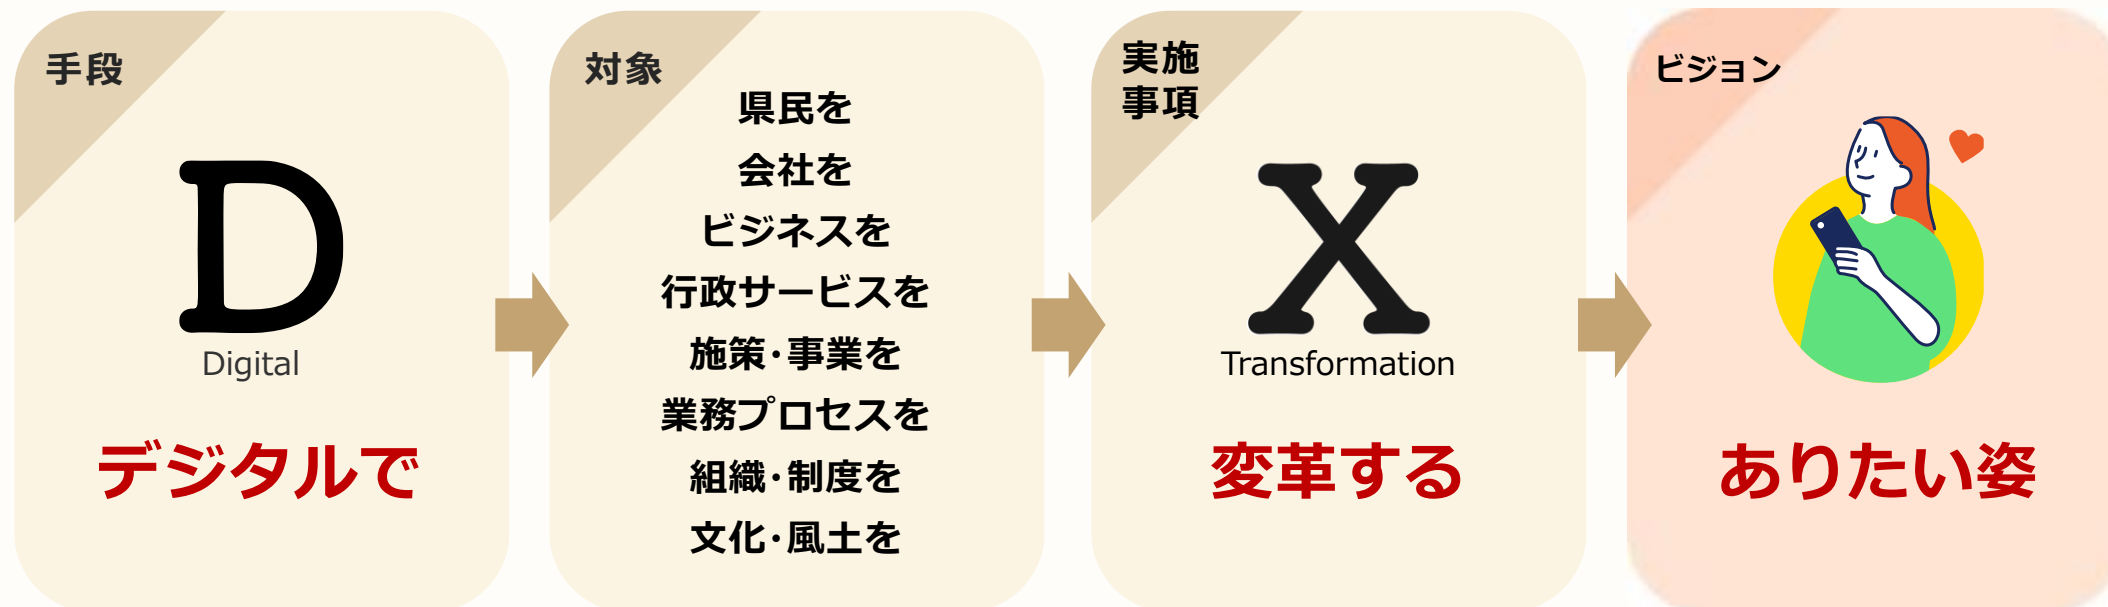 手段
D
Digital
デジタルで
対象
県民を
会社を
ビジネスを
行政サービスを
施策・事業を
業務プロセスを
組織・制度を
文化・風土を
実施
事項
X
Transformation
変革する
ビジョン
ありたい姿